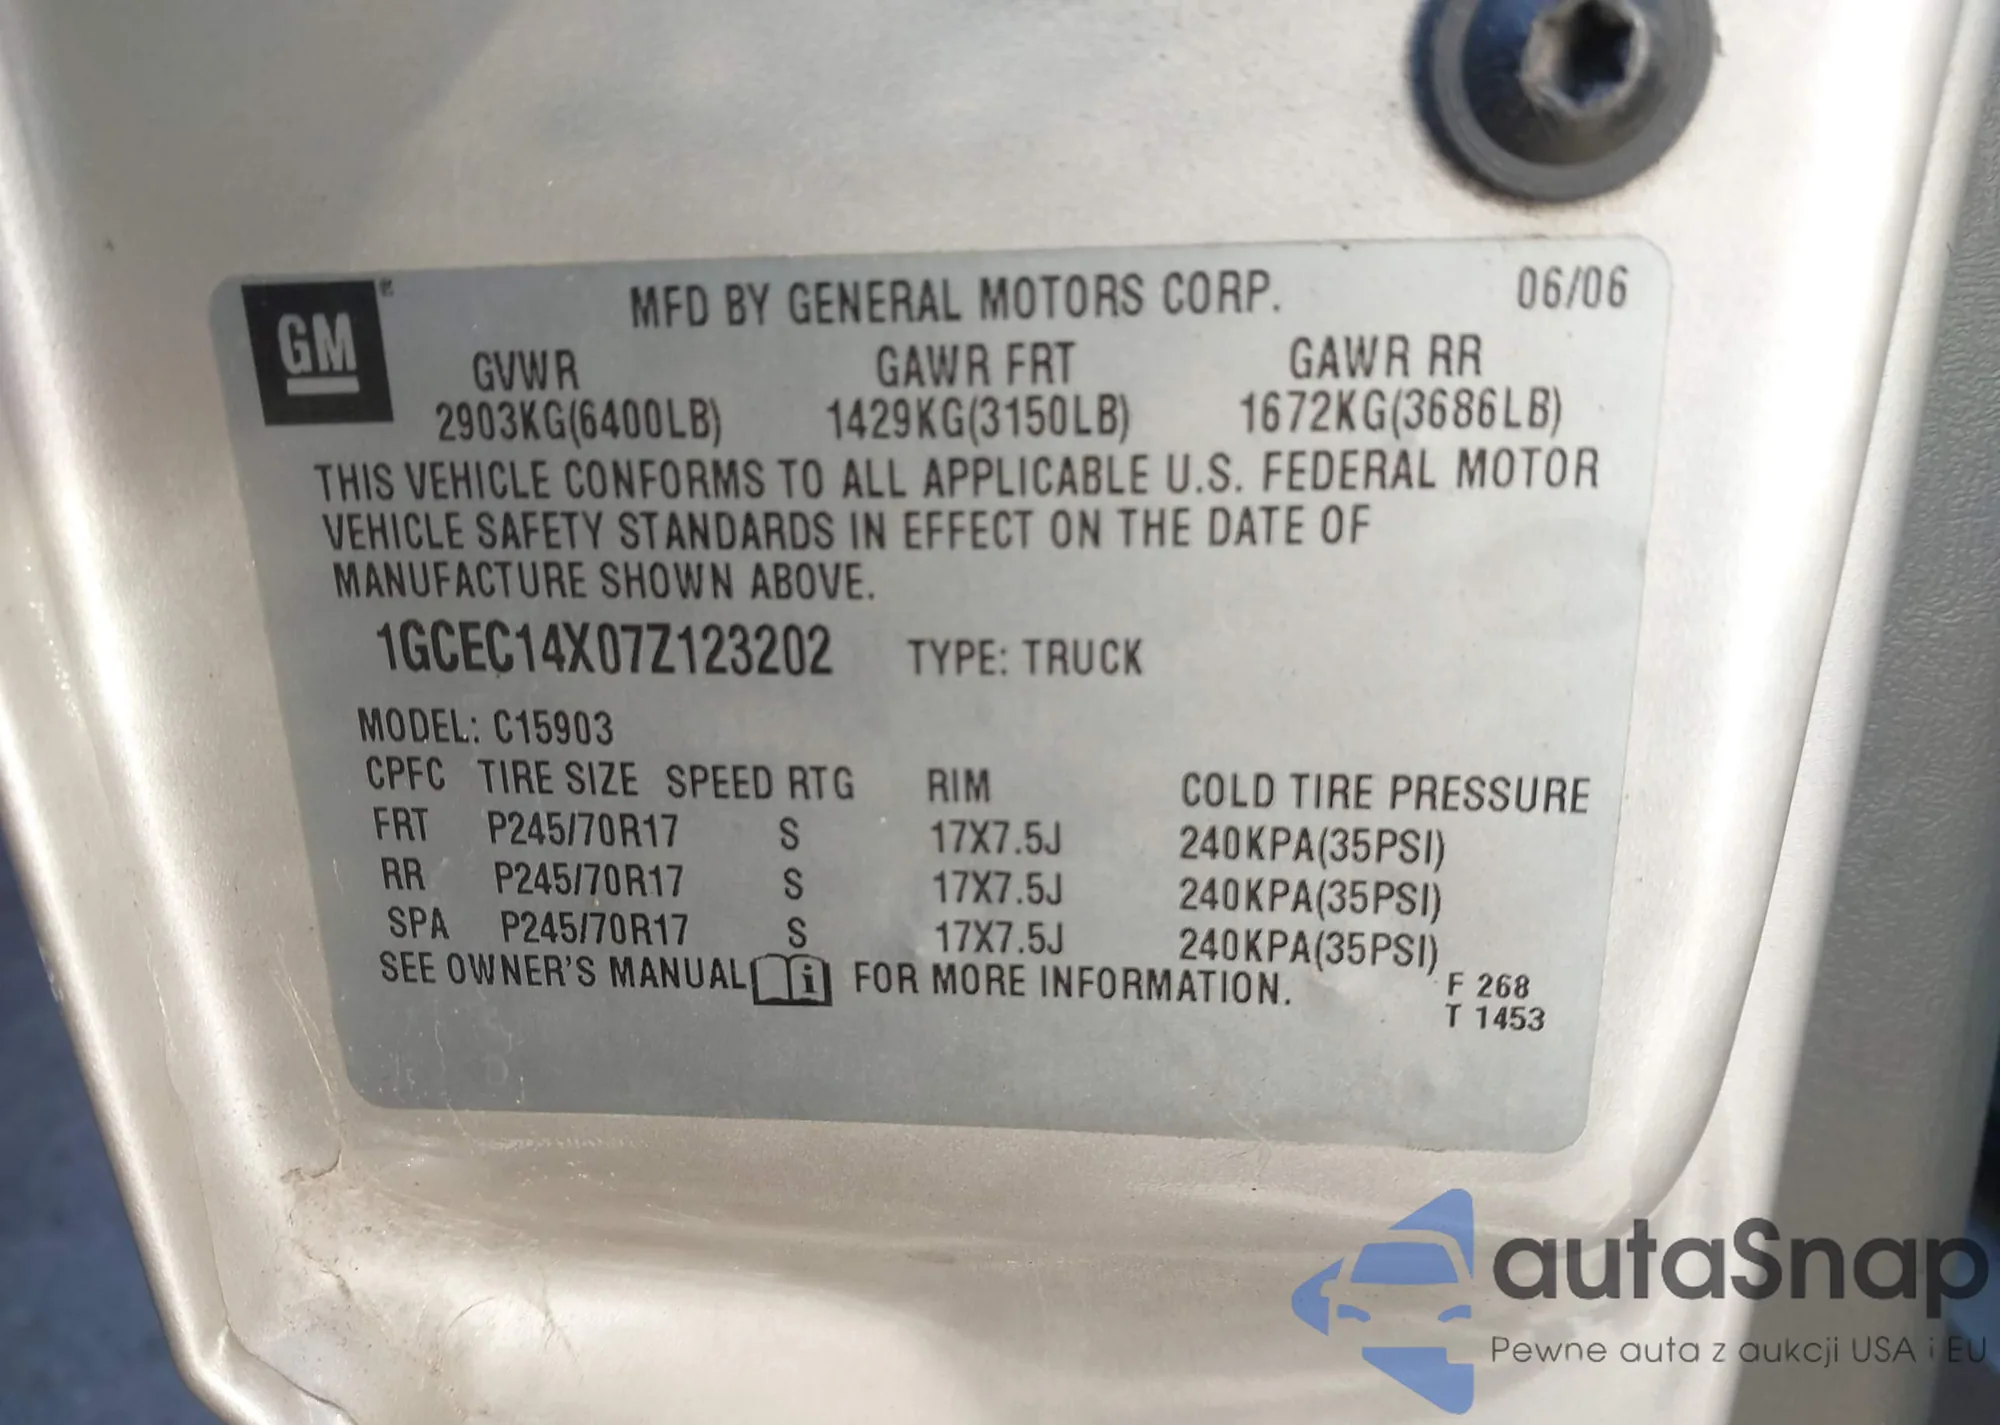 GM ®
MFD BY GENERAL MOTORS CORP. 06/06
GVWR GAWR FRT GAWR RR
2903KG(6400LB) 1429KG(3150LB) 1672KG(3686LB)
THIS VEHICLE CONFORMS TO ALL APPLICABLE U.S. FEDERAL MOTOR
VEHICLE SAFETY STANDARDS IN EFFECT ON THE DATE OF
MANUFACTURE SHOWN ABOVE.
1GCEC14X07Z123202 TYPE: TRUCK
MODEL: C15903
CPFC TIRE SIZE SPEED RTG RIM COLD TIRE PRESSURE
FRT P245/70R17 S 17X7.5J 240KPA(35PSI)
RR P245/70R17 S 17X7.5J 240KPA(35PSI)
SPA P245/70R17 S 17X7.5J 240KPA(35PSI)
SEE OWNER'S MANUAL i FOR MORE INFORMATION.
F 268
T 1453
autaSnap
Pewne auta z aukcji USA i EU